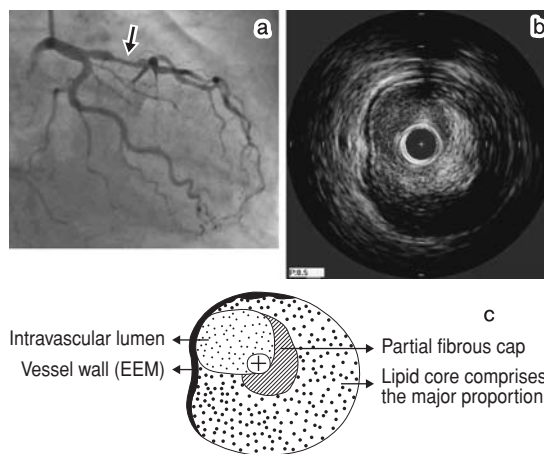 a
b
P:0.5
c
Intravascular lumen
Vessel wall (EEM)
Partial fibrous cap
Lipid core comprises
the major proportion